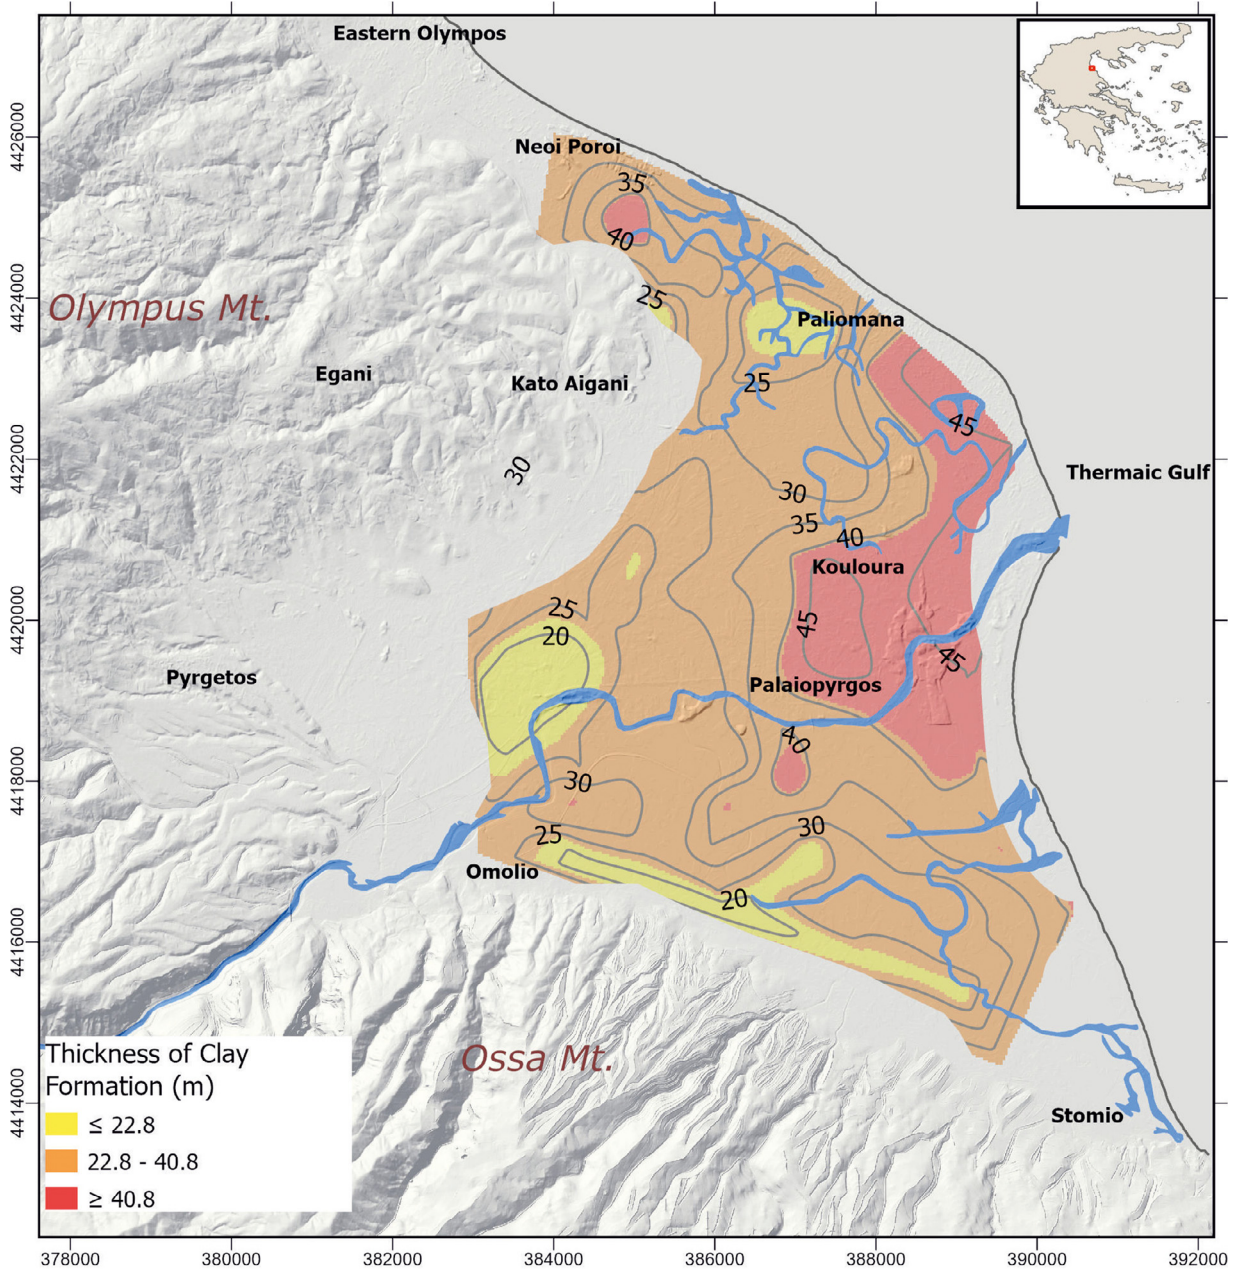 Eastern Olympos
Neoi Poroi
35
40
25
Olympus Mt.
Paliomana
Egani
Kato Aigani
25
45
30
Thermaic Gulf
30
35
40
Kouloura
25
20
45
45
Pyrgetos
Palaiopyrgos
40
30
30
25
Omolio
20
Ossa Mt.
Stomio
Thickness of Clay
Formation (m)
≤ 22.8
22.8 - 40.8
≥ 40.8
4426000
4424000
4422000
4420000
4418000
4416000
4414000
378000 380000 382000 384000 386000 388000 390000 392000